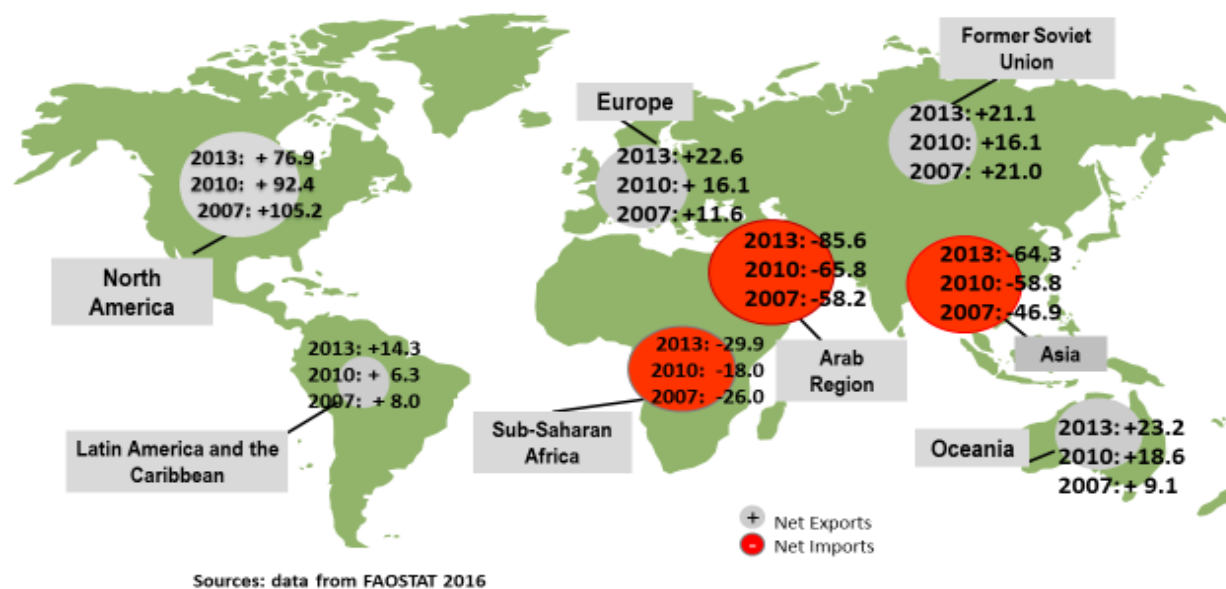 Former Soviet
Union
2013: +21.1
2010: +16.1
2007: +21.0
Europe
2013: +22.6
2010: + 16.1
2007: +11.6
2013: + 76.9
2010: + 92.4
2007: +105.2
North
America
2013: -85.6
2010: -65.8
2007: -58.2
Arab
Region
2013: -64.3
2010: -58.8
2007: -46.9
Asia
2013: +14.3
2010: + 6.3
2007: + 8.0
Latin America and the
Caribbean
2013: -29.9
2010: -18.0
2007: -26.0
Sub-Saharan
Africa
Oceania
2013: +23.2
2010: +18.6
2007: + 9.1
+ Net Exports
- Net Imports
Sources: data from FAOSTAT 2016